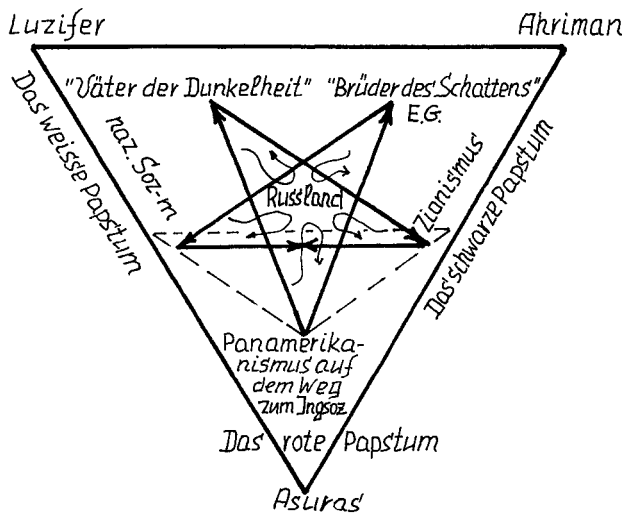 Luzifer
Ahriman
"Väter der Dunkelheit"
"Brüder des Schattens"
E.G.
Das weisse Papstum
naz. Soz-m
Russland
Zionismus
Das schwarze Papstum
Panamerika-
nismus auf
dem Weg
zum Ingsoz
Das rote Papstum
Asuras